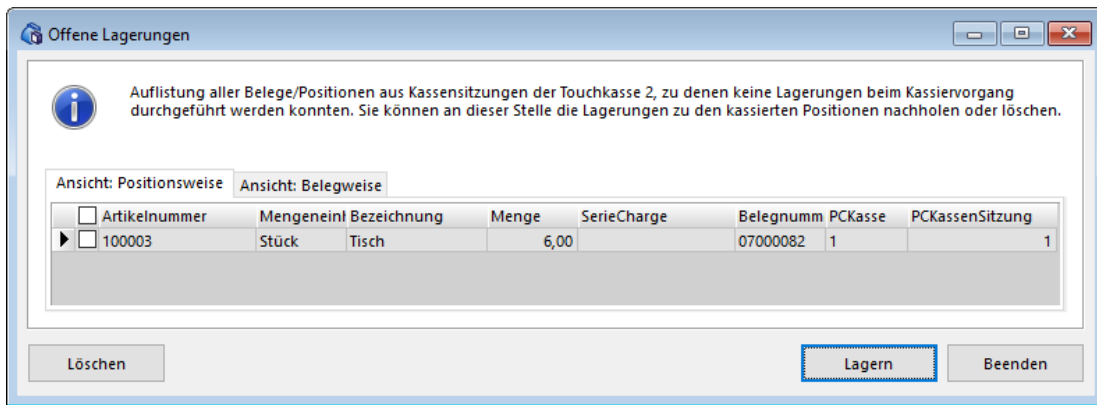 Offene Lagerungen
Auflistung aller Belege/Positionen aus Kassensitzungen der Touchkasse 2, zu denen keine Lagerungen beim Kassiervorgang
durchgeführt werden konnten. Sie können an dieser Stelle die Lagerungen zu den kassierten Positionen nachholen oder löschen.
Ansicht: Positionsweise Ansicht: Belegweise
Artikelnummer Mengeneinh Bezeichnung Menge SerieCharge Belegnumm PCKasse PCKassenSitzung
100003 Stück Tisch 6,00 07000082 1 1
Löschen Lagern Beenden